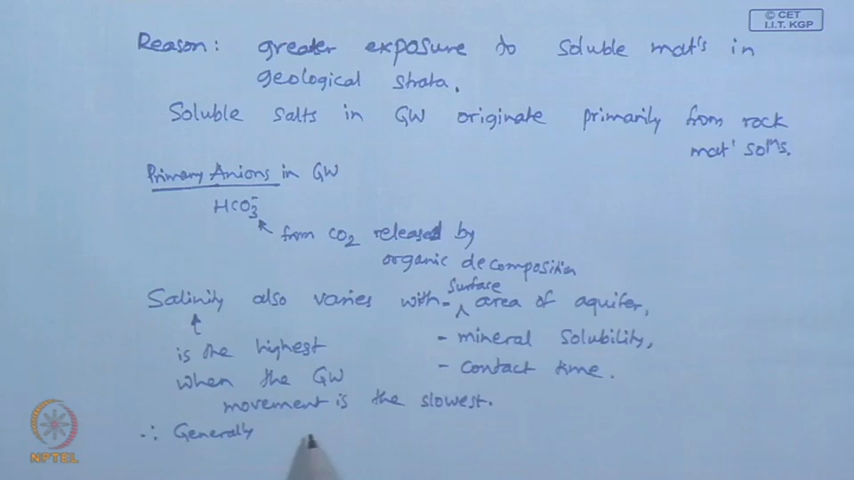 © CET
I.I.T. KGP
Reason: greater exposure to soluble mat's in
geological strata.
Soluble salts in GW originate primarily from rock
mat' solⁿs.
Primary Anions in GW
HCO₃⁻
from CO₂ released by
organic decomposition
Salinity also varies with - surface area of aquifer,
- mineral solubility,
- contact time.
is the highest
when the GW
movement is the slowest.
∴ Generally
NPTEL